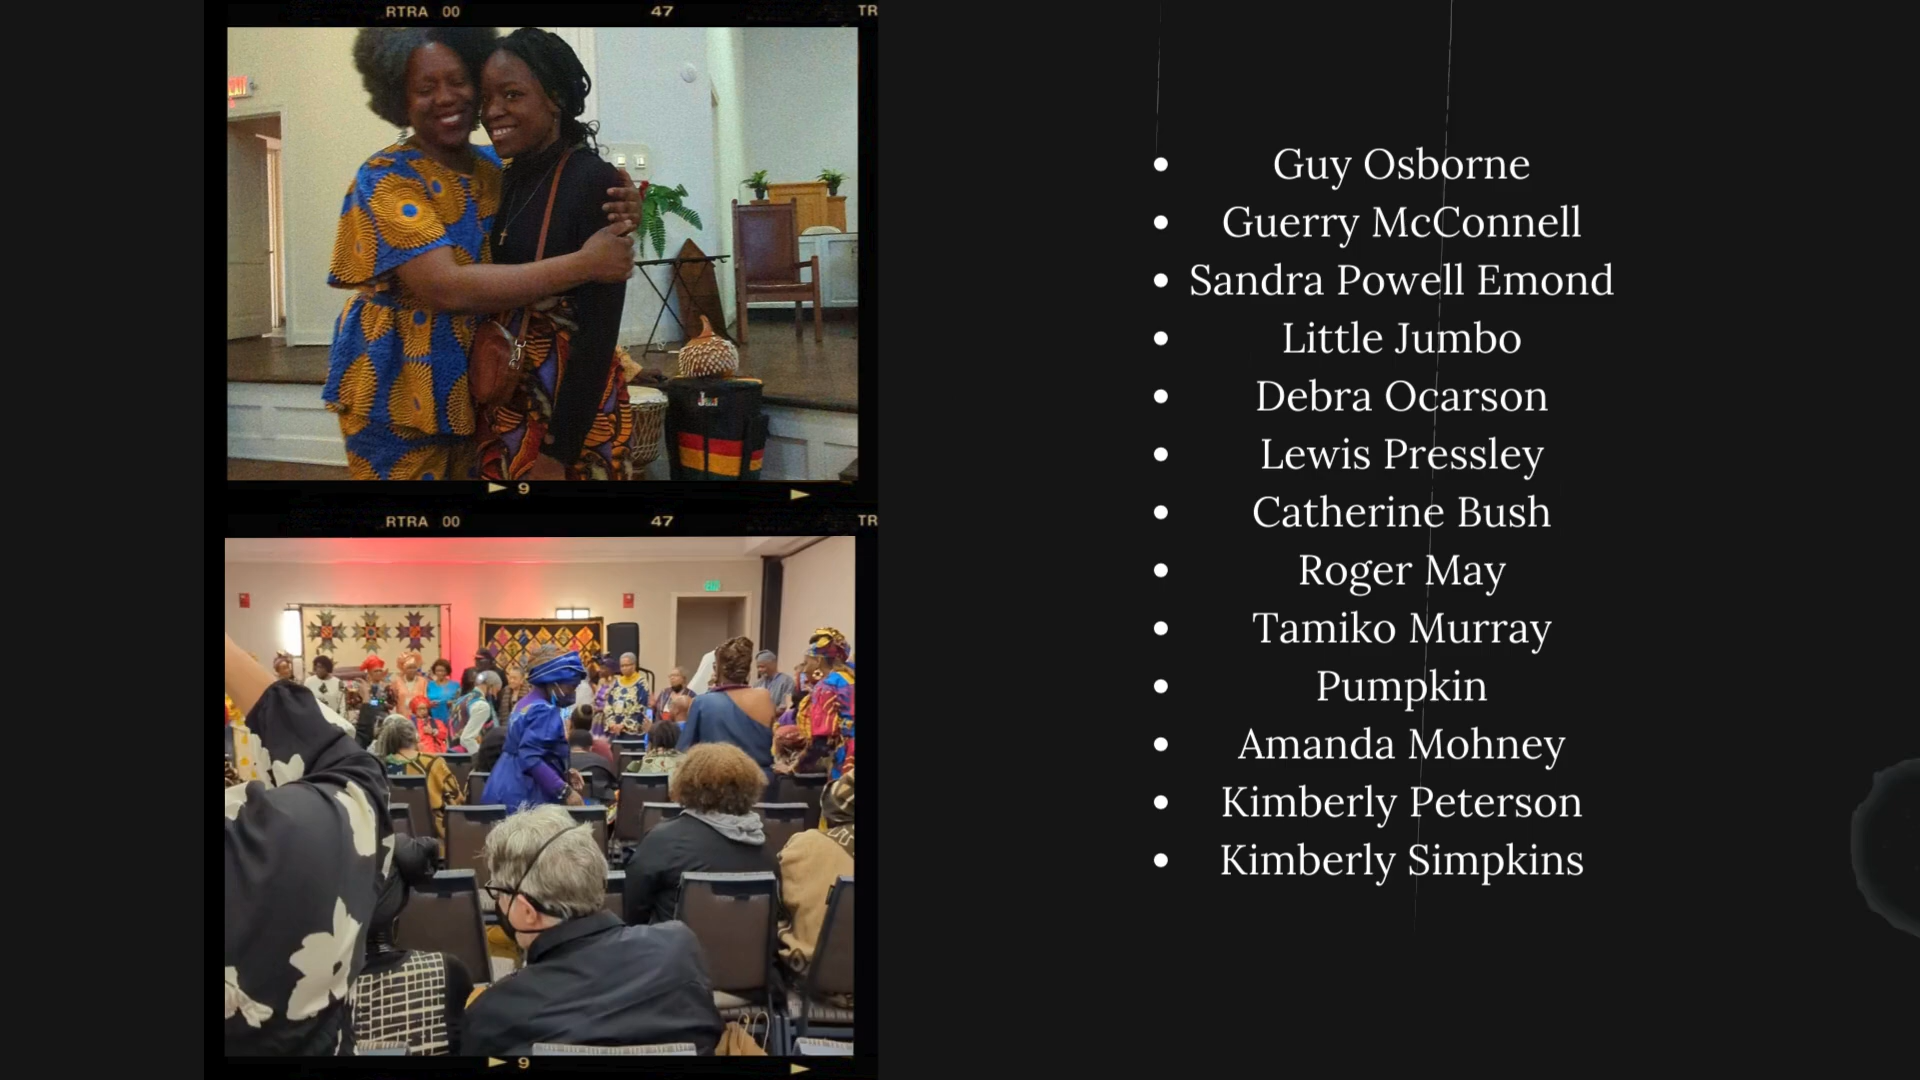 RTRA 00 47 TR
EXIT
▶ 9 ▶
RTRA 00 47 TR
▶ 9 ▶
• Guy Osborne
• Guerry McConnell
• Sandra Powell Emond
• Little Jumbo
• Debra Ocarson
• Lewis Pressley
• Catherine Bush
• Roger May
• Tamiko Murray
• Pumpkin
• Amanda Mohney
• Kimberly Peterson
• Kimberly Simpkins